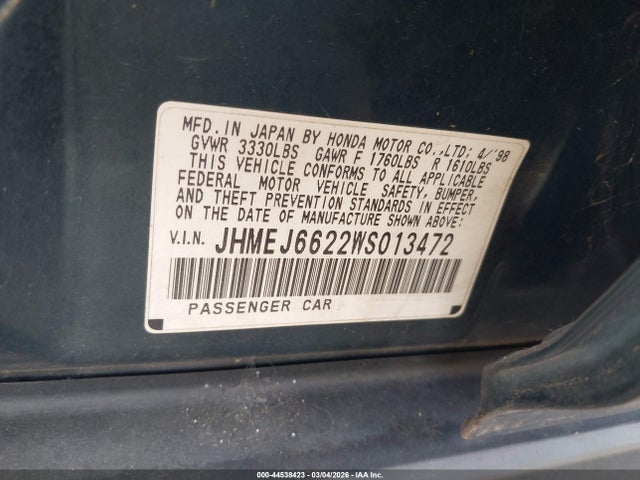 MFD.IN JAPAN BY HONDA MOTOR CO.,LTD; 4/'98
GVWR 3330LBS GAWR F 1760LBS R 1610LBS
THIS VEHICLE CONFORMS TO ALL APPLICABLE
FEDERAL MOTOR VEHICLE SAFETY, BUMPER,
AND THEFT PREVENTION STANDARDS IN EFFECT
ON THE DATE OF MANUFACTURE SHOWN ABOVE:
V.I.N. JHMEJ6622WS013472
PASSENGER CAR
000-44538423 - 03/04/2026 - IAA Inc.